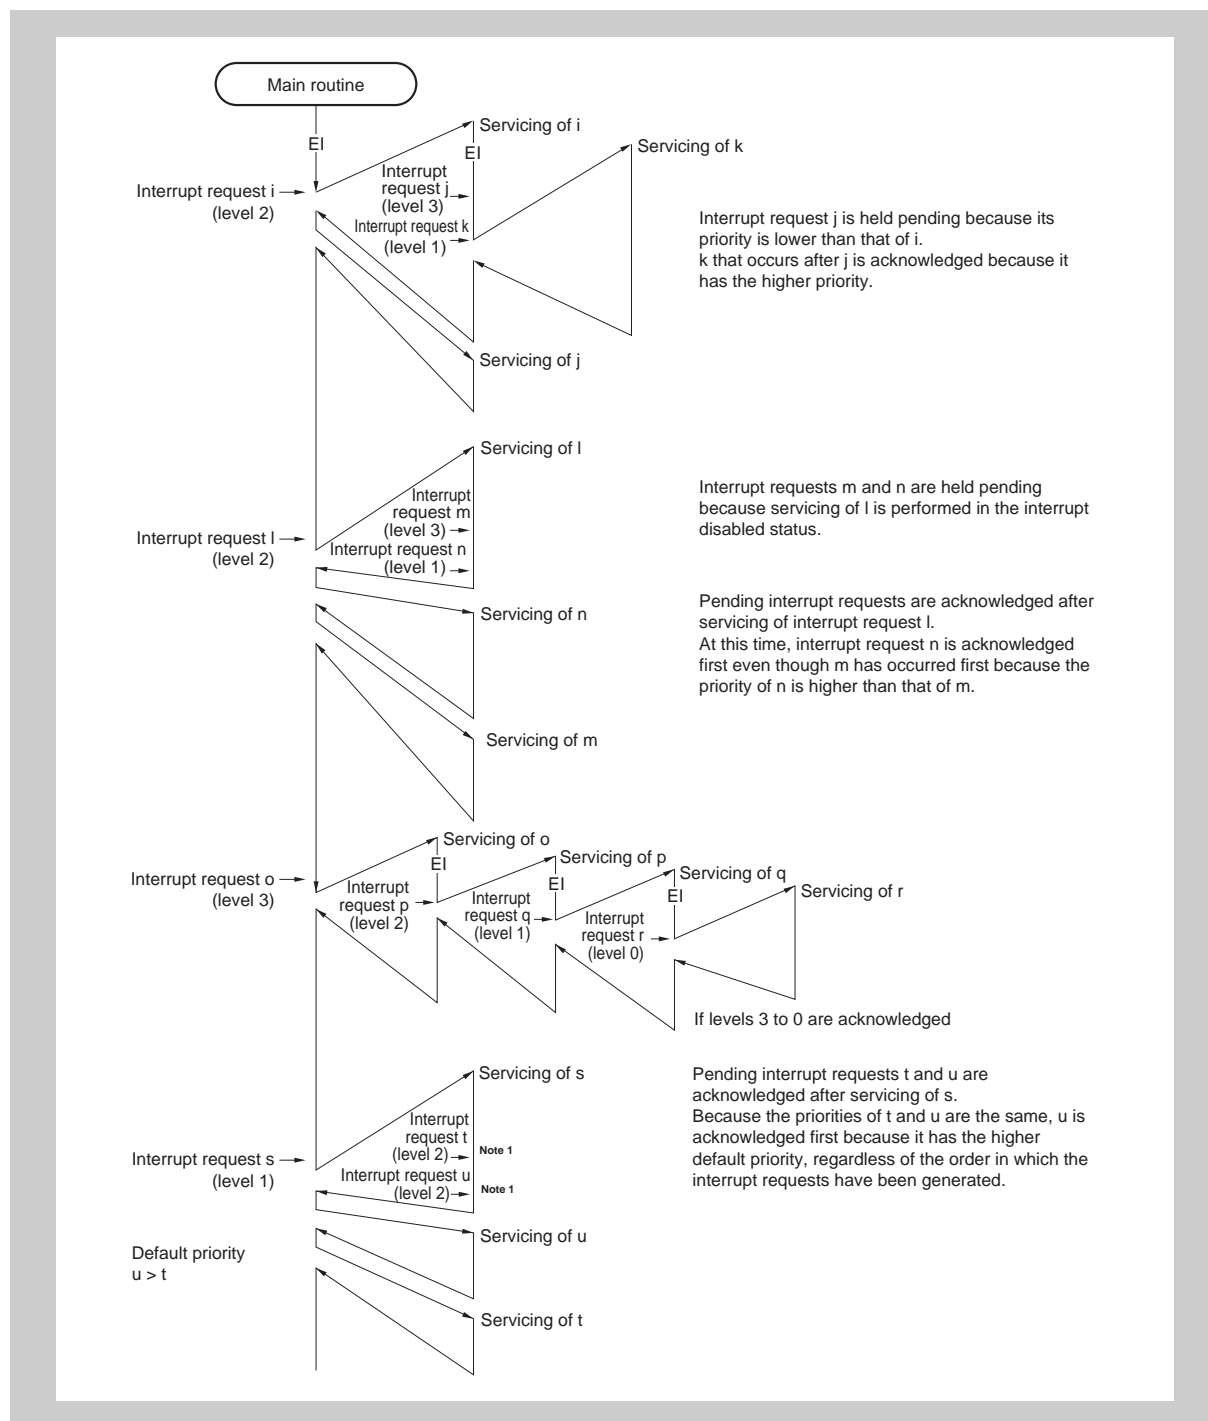 Main routine
EI
Servicing of i
EI
Servicing of k
Interrupt request i
(level 2)
Interrupt
request j
(level 3)
Interrupt request k
(level 1)
Interrupt request j is held pending because its
priority is lower than that of i.
k that occurs after j is acknowledged because it
has the higher priority.
Servicing of j
Servicing of l
Interrupt request l
(level 2)
Interrupt
request m
(level 3)
Interrupt request n
(level 1)
Interrupt requests m and n are held pending
because servicing of l is performed in the interrupt
disabled status.
Servicing of n
Pending interrupt requests are acknowledged after
servicing of interrupt request l.
At this time, interrupt request n is acknowledged
first even though m has occurred first because the
priority of n is higher than that of m.
Servicing of m
Servicing of o
EI
Servicing of p
EI
Servicing of q
EI
Servicing of r
Interrupt request o
(level 3)
Interrupt
request p
(level 2)
Interrupt
request q
(level 1)
Interrupt
request r
(level 0)
If levels 3 to 0 are acknowledged
Servicing of s
Interrupt request s
(level 1)
Interrupt
request t
(level 2)
Note 1
Interrupt request u
(level 2)
Note 1
Pending interrupt requests t and u are
acknowledged after servicing of s.
Because the priorities of t and u are the same, u is
acknowledged first because it has the higher
default priority, regardless of the order in which the
interrupt requests have been generated.
Servicing of u
Default priority
u > t
Servicing of t